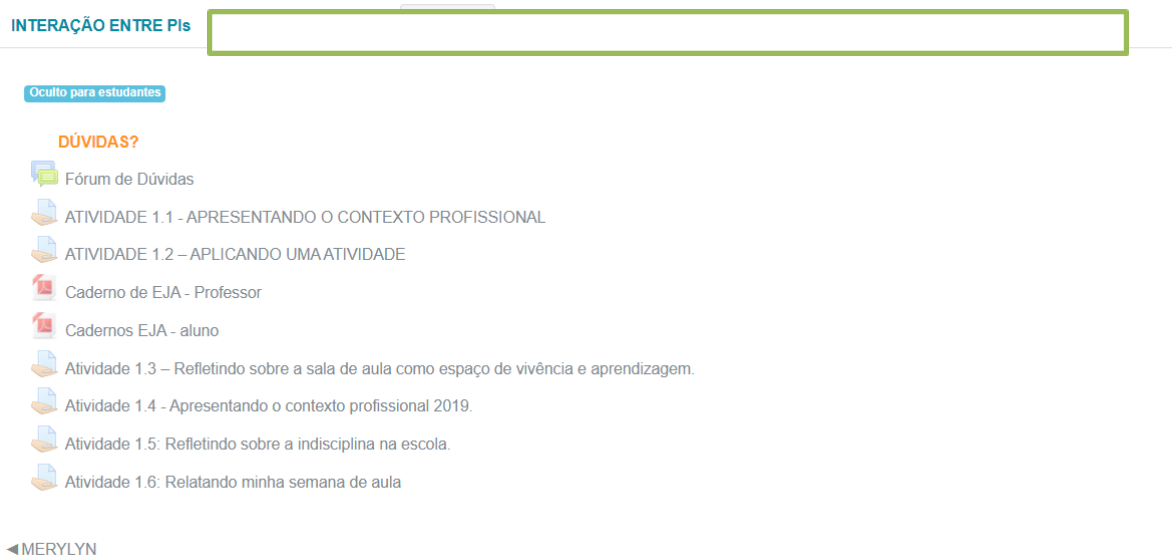 INTERAÇÃO ENTRE PIs
Oculto para estudantes
DÚVIDAS?
Fórum de Dúvidas
ATIVIDADE 1.1 - APRESENTANDO O CONTEXTO PROFISSIONAL
ATIVIDADE 1.2 – APLICANDO UMA ATIVIDADE
Caderno de EJA - Professor
Cadernos EJA - aluno
Atividade 1.3 – Refletindo sobre a sala de aula como espaço de vivência e aprendizagem.
Atividade 1.4 - Apresentando o contexto profissional 2019.
Atividade 1.5: Refletindo sobre a indisciplina na escola.
Atividade 1.6: Relatando minha semana de aula
◄MERYLYN